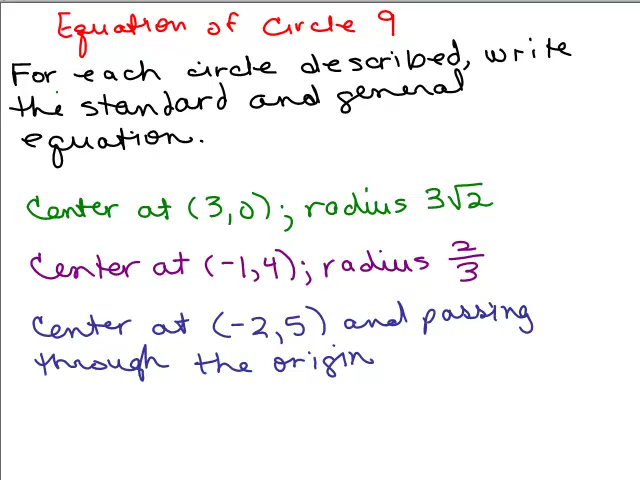 Equation of Circle 9
For each circle described, write
the standard and general
equation.
Center at (3,0); radius 3√2
Center at (-1,4); radius 2/3
Center at (-2,5) and passing
through the origin